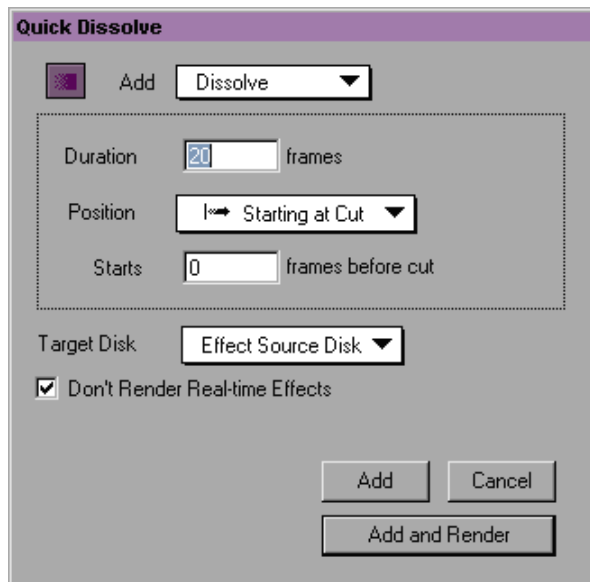 Quick Dissolve
Add Dissolve
Duration 20 frames
Position Starting at Cut
Starts 0 frames before cut
Target Disk Effect Source Disk
Don't Render Real-time Effects
Add Cancel
Add and Render